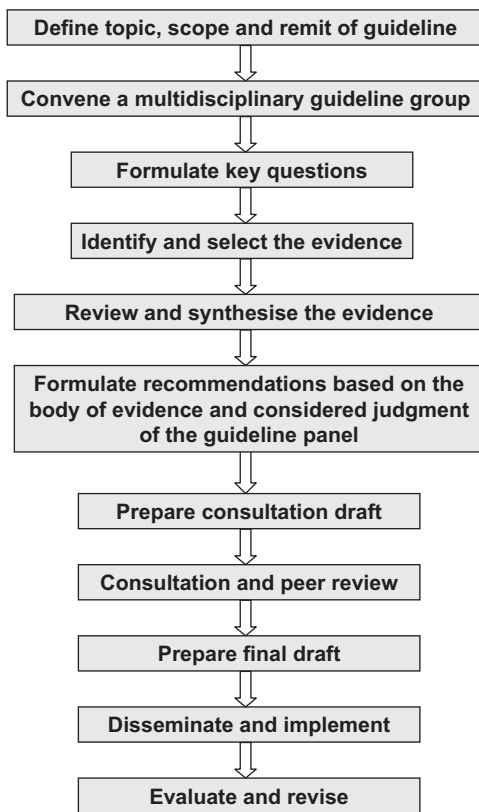 Define topic, scope and remit of guideline
Convene a multidisciplinary guideline group
Formulate key questions
Identify and select the evidence
Review and synthesise the evidence
Formulate recommendations based on the
body of evidence and considered judgment
of the guideline panel
Prepare consultation draft
Consultation and peer review
Prepare final draft
Disseminate and implement
Evaluate and revise